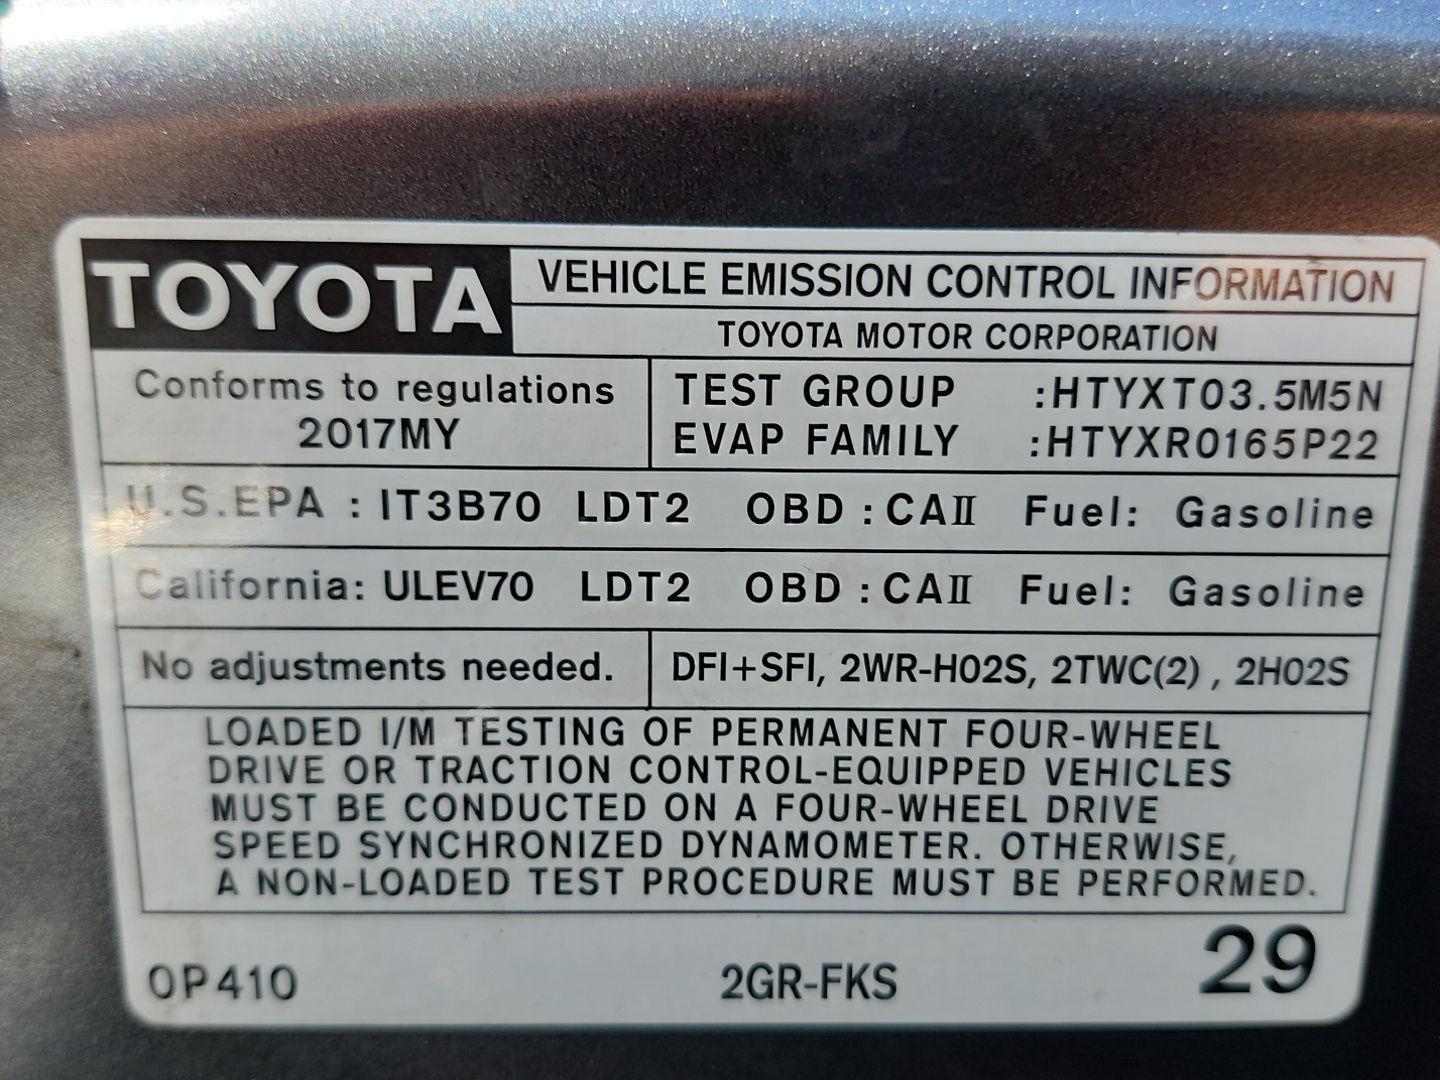 TOYOTA
VEHICLE EMISSION CONTROL INFORMATION
TOYOTA MOTOR CORPORATION
Conforms to regulations
2017MY
TEST GROUP :HTYXT03.5M5N
EVAP FAMILY :HTYXR0165P22
U.S.EPA : IT3B70 LDT2 OBD : CAII Fuel: Gasoline
California: ULEV70 LDT2 OBD : CAII Fuel: Gasoline
No adjustments needed.
DFI+SFI, 2WR-HO2S, 2TWC(2) , 2HO2S
LOADED I/M TESTING OF PERMANENT FOUR-WHEEL
DRIVE OR TRACTION CONTROL-EQUIPPED VEHICLES
MUST BE CONDUCTED ON A FOUR-WHEEL DRIVE
SPEED SYNCHRONIZED DYNAMOMETER. OTHERWISE,
A NON-LOADED TEST PROCEDURE MUST BE PERFORMED.
0P410 2GR-FKS 29